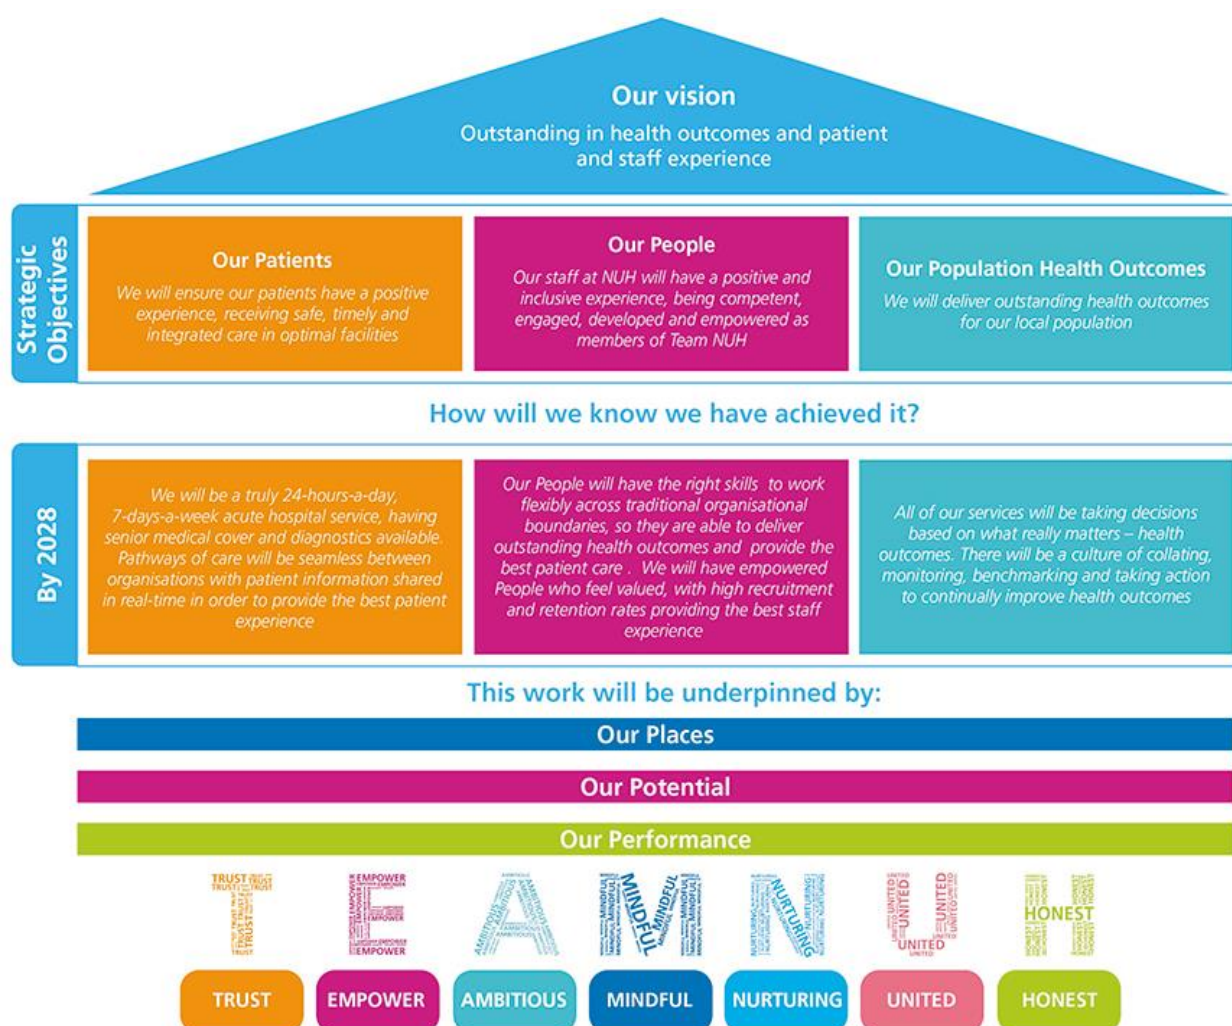 Our vision
Outstanding in health outcomes and patient
and staff experience
Strategic
Objectives
Our Patients
We will ensure our patients have a positive
experience, receiving safe, timely and
integrated care in optimal facilities
Our People
Our staff at NUH will have a positive and
inclusive experience, being competent,
engaged, developed and empowered as
members of Team NUH
Our Population Health Outcomes
We will deliver outstanding health outcomes
for our local population
How will we know we have achieved it?
By 2028
We will be a truly 24-hours-a-day,
7-days-a-week acute hospital service, having
senior medical cover and diagnostics available.
Pathways of care will be seamless between
organisations with patient information shared
in real-time in order to provide the best patient
experience
Our People will have the right skills to work
flexibly across traditional organisational
boundaries, so they are able to deliver
outstanding health outcomes and provide the
best patient care . We will have empowered
People who feel valued, with high recruitment
and retention rates providing the best staff
experience
All of our services will be taking decisions
based on what really matters – health
outcomes. There will be a culture of collating,
monitoring, benchmarking and taking action
to continually improve health outcomes
This work will be underpinned by:
Our Places
Our Potential
Our Performance
T E A M N U H
TRUST
EMPOWER
AMBITIOUS
MINDFUL
NURTURING
UNITED
HONEST